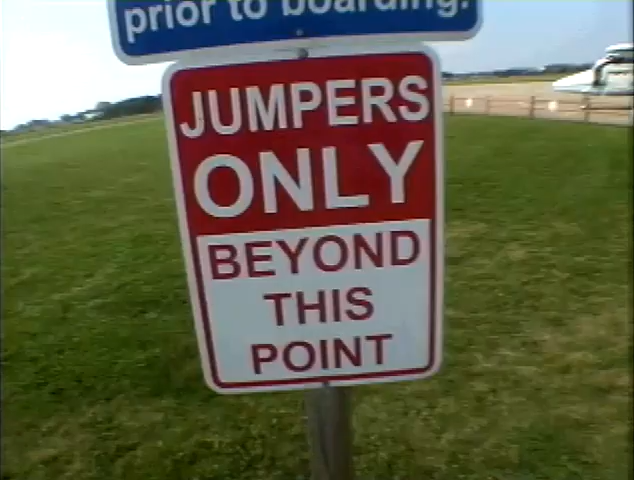 prior to boarding.
JUMPERS
ONLY
BEYOND
THIS
POINT